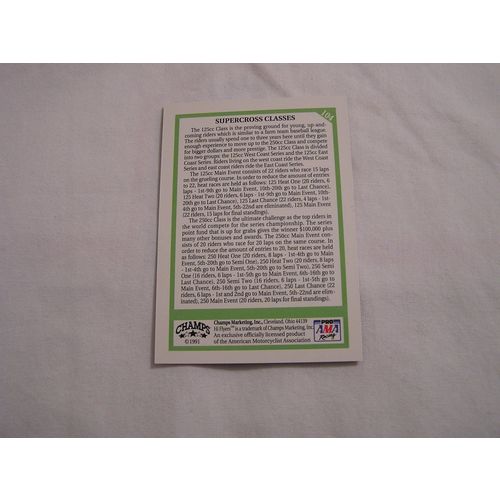 104
SUPERCROSS CLASSES
The 125cc Class is the proving ground for young, up-and-
coming riders which is similar to a farm team baseball league.
The riders usually spend one to three years here until they gain
enough experience to move up to the 250cc Class and compete
for bigger dollars and more prestige. The 125cc Class is divided
into two groups: the 125cc West Coast Series and the 125cc East
Coast Series. Riders living on the west coast ride the West Coast
Series and east coast riders ride the East Coast Series.
The 125cc Main Event consists of 22 riders who race 15 laps
on the grueling course. In order to reduce the amount of entries
to 22, heat races are held as follows: 125 Heat One (20 riders, 6
laps - 1st-9th go to Main Event, 10th-20th go to Last Chance),
125 Heat Two (20 riders, 6 laps - 1st-9th go to Main Event, 10th-
20th go to Last Chance), 125 Last Chance (22 riders, 4 laps - 1st-
4th go to Main Event, 5th-22nd are eliminated), 125 Main Event
(22 riders, 15 laps for final standings).
The 250cc Class is the ultimate challenge as the top riders in
the world compete for the series championship. The series
point fund that is up for grabs gives the winner $100,000 plus
many other bonuses and awards. The 250cc Main Event con-
sists of 20 riders who race for 20 laps on the same course. In
order to reduce the amount of entries to 20, heat races are held
as follows: 250 Heat One (20 riders, 8 laps - 1st-4th go to Main
Event, 5th-20th go to Semi One), 250 Heat Two (20 riders, 8 laps
- 1st-4th go to Main Event, 5th-20th go to Semi Two), 250 Semi
One (16 riders, 6 laps - 1st-5th go to Main Event, 6th-16th go to
Last Chance), 250 Semi Two (16 riders, 6 laps - 1st-5th go to
Main Event, 6th-16th go to Last Chance), 250 Last Chance (22
riders, 6 laps - 1st and 2nd go to Main Event, 5th-22nd are elim-
inated), 250 Main Event (20 riders, 20 laps for final standings).
CHAMPS
©1991
Champs Marketing, Inc., Cleveland, Ohio 44139
Hi Flyers™ is a trademark of Champs Marketing, Inc.
An exclusive officially licensed product
of the American Motorcyclist Association
PRO
AMA
Racing